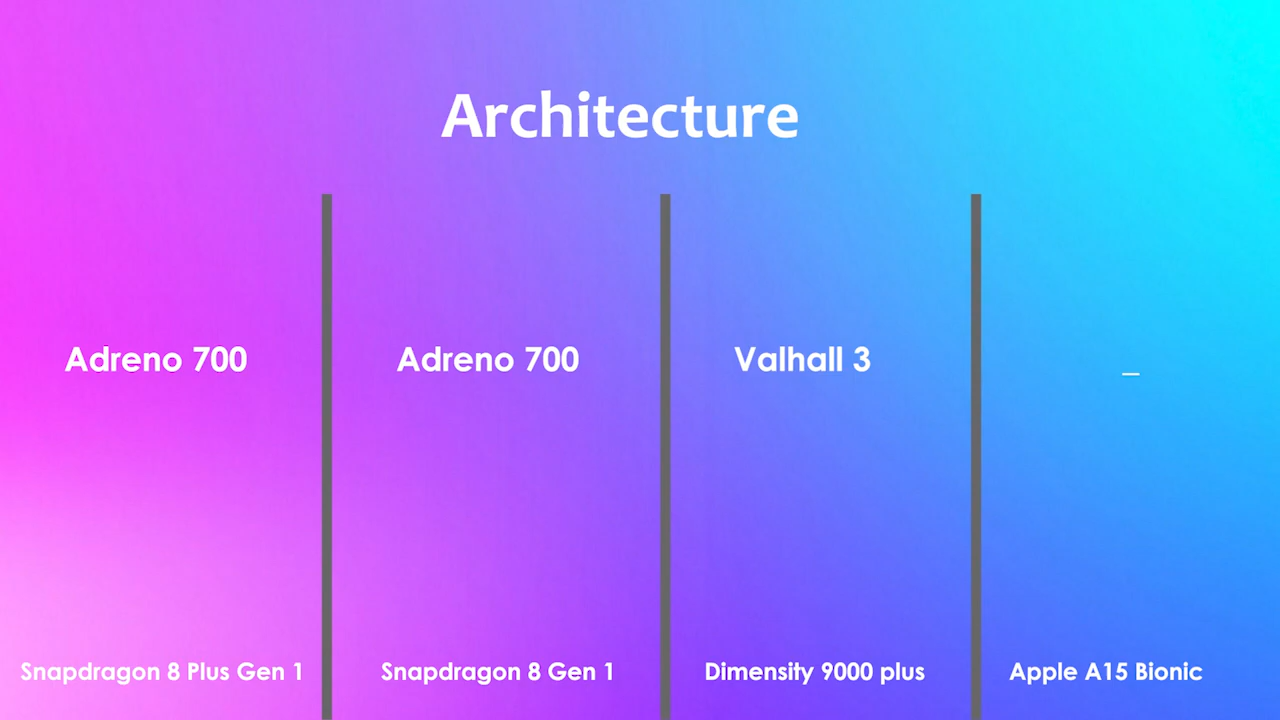 Architecture
Adreno 700
Adreno 700
Valhall 3
_
Snapdragon 8 Plus Gen 1
Snapdragon 8 Gen 1
Dimensity 9000 plus
Apple A15 Bionic